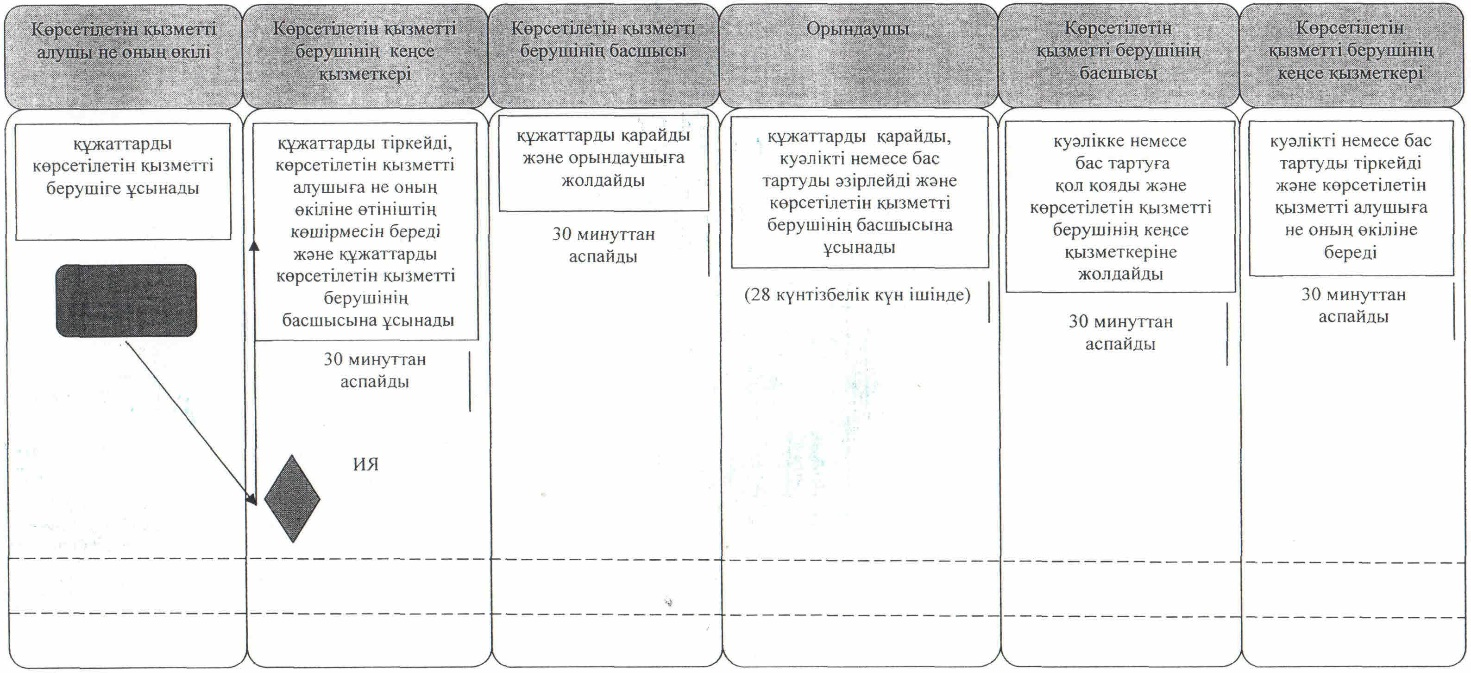 Көрсетілетін қызметті
алушы не оның өкілі
Көрсетілетін қызметті
берушінің кеңсе
қызметкері
Көрсетілетін қызметті
берушінің басшысы
Орындаушы
Көрсетілетін
қызметті берушінің
басшысы
Көрсетілетін
қызметті берушінің
кеңсе қызметкері
құжаттарды
көрсетілетін қызметті
берушіге ұсынады
құжаттарды тіркейді,
көрсетілетін қызметті
алушыға не оның
өкіліне өтініштің
көшірмесін береді
және құжаттарды
көрсетілетін қызметті
берушінің
басшысына ұсынады
30 минуттан
аспайды
ИЯ
құжаттарды қарайды
және орындаушыға
жолдайды
30 минуттан
аспайды
құжаттарды қарайды,
куәлікті немесе бас
тартуды әзірлейді және
көрсетілетін қызметті
берушінің басшысына
ұсынады
(28 күнтізбелік күн ішінде)
куәлікке немесе
бас тартуға
қол қояды және
көрсетілетін қызметті
берушінің кеңсе
қызметкеріне
жолдайды
30 минуттан
аспайды
куәлікті немесе бас
тартуды тіркейді
және көрсетілетін
қызметті алушыға
не оның өкіліне
береді
30 минуттан
аспайды